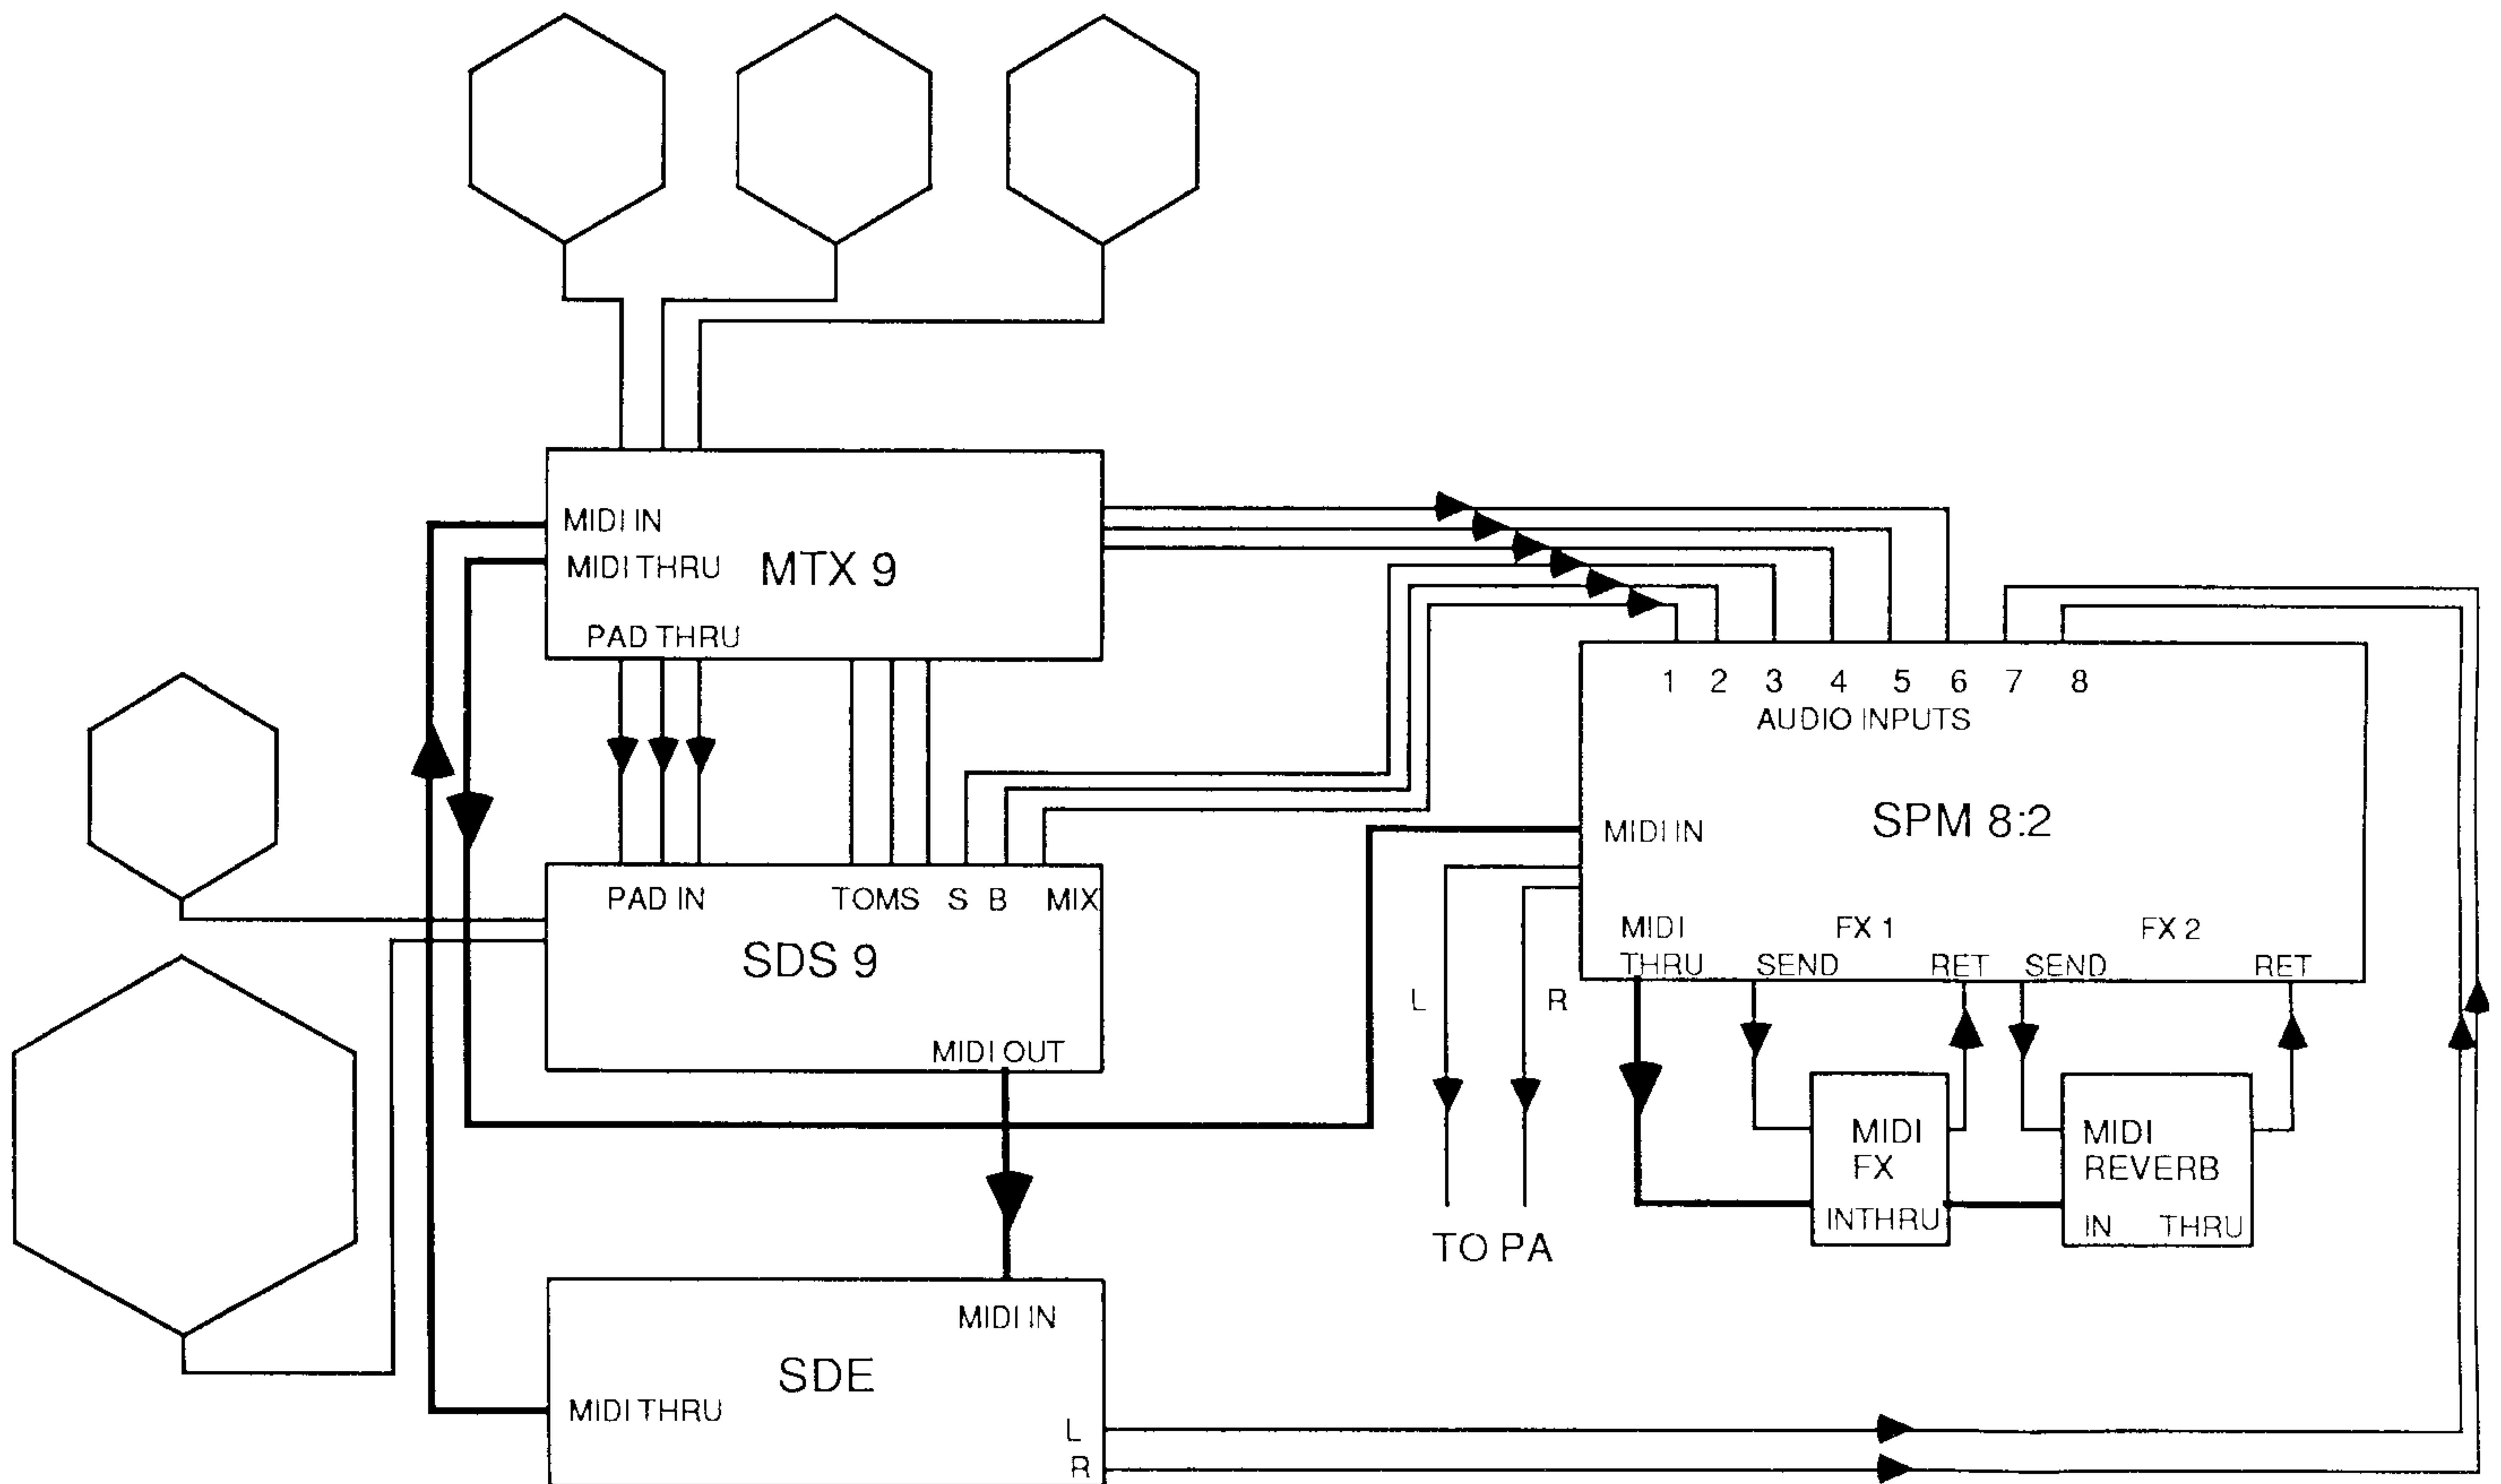 MIDI IN
MIDI THRU
MTX 9
PAD THRU
1 2 3 4 5 6 7 8
AUDIO INPUTS
MIDI IN
SPM 8:2
MIDI
THRU
FX 1
FX 2
SEND
RET
SEND
RET
PAD IN
TOMS
S
B
MIX
SDS 9
MIDI OUT
L
R
TO PA
MIDI
FX
IN THRU
MIDI
REVERB
IN
THRU
MIDI IN
SDE
MIDI THRU
L
R